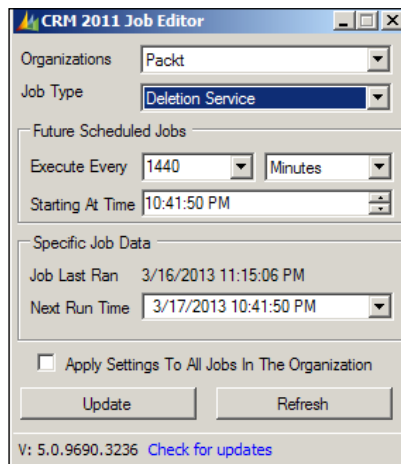 CRM 2011 Job Editor
Organizations Packt
Job Type Deletion Service
Future Scheduled Jobs
Execute Every 1440 Minutes
Starting At Time 10:41:50 PM
Specific Job Data
Job Last Ran 3/16/2013 11:15:06 PM
Next Run Time 3/17/2013 10:41:50 PM
Apply Settings To All Jobs In The Organization
Update Refresh
V: 5.0.9690.3236 Check for updates